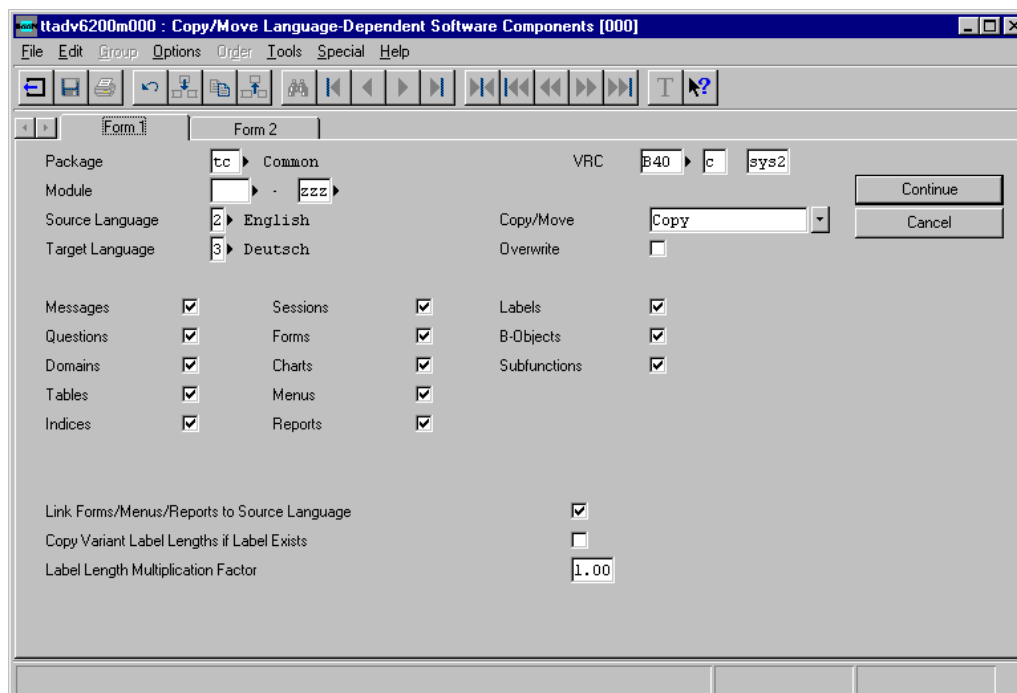 ttadv6200m000 : Copy/Move Language-Dependent Software Components [000]
File Edit Group Options Order Tools Special Help
T ?
Form 1 Form 2
Package tc Common VRC B40 c sys2
Module - zzz Continue
Source Language 2 English Copy/Move Copy Cancel
Target Language 3 Deutsch Overwrite
Messages Sessions Labels
Questions Forms B-Objects
Domains Charts Subfunctions
Tables Menus
Indices Reports
Link Forms/Menus/Reports to Source Language
Copy Variant Label Lengths if Label Exists
Label Length Multiplication Factor 1.00